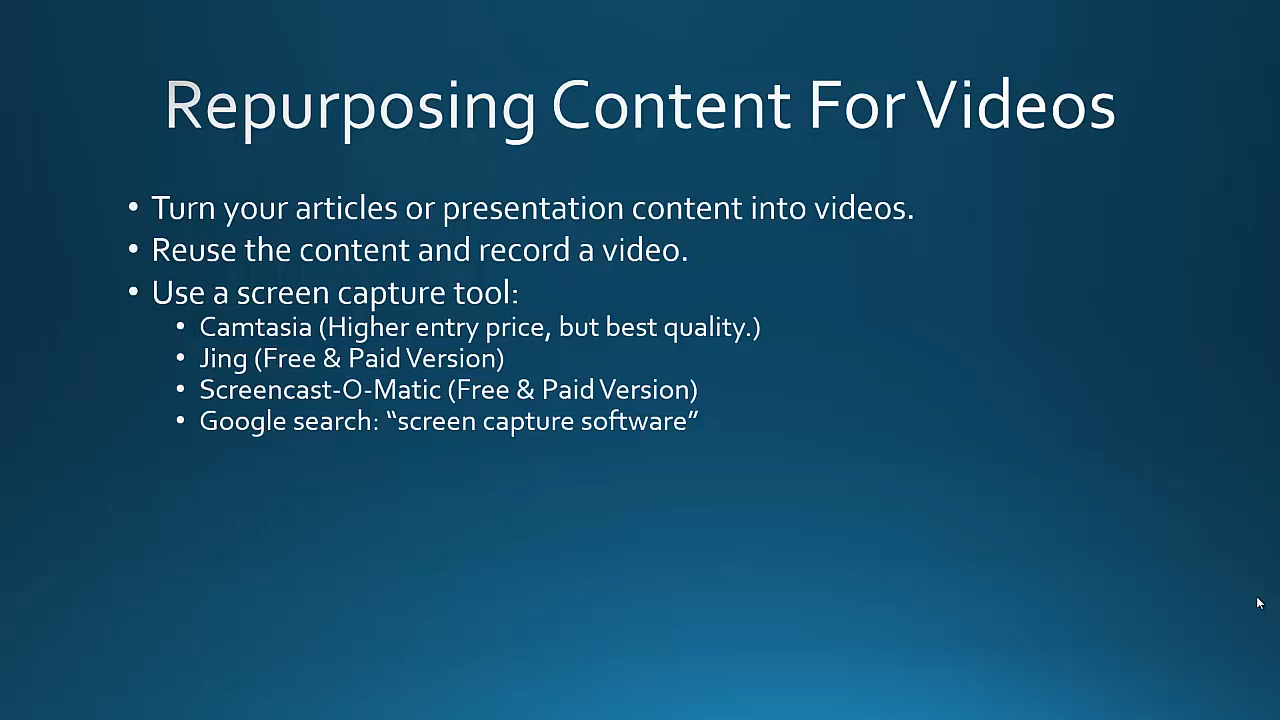 Repurposing Content For Videos
• Turn your articles or presentation content into videos.
• Reuse the content and record a video.
• Use a screen capture tool:
• Camtasia (Higher entry price, but best quality.)
• Jing (Free & Paid Version)
• Screencast-O-Matic (Free & Paid Version)
• Google search: “screen capture software”